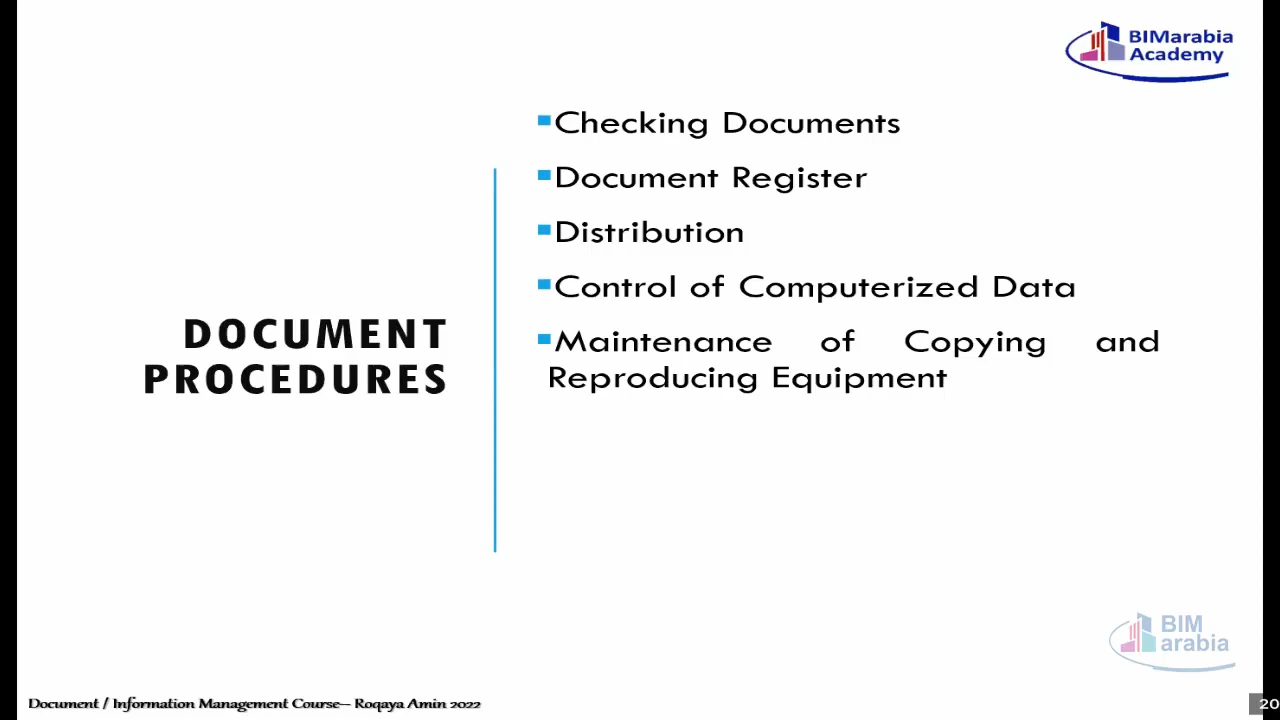 BIMarabia
Academy
Checking Documents
Document Register
Distribution
Control of Computerized Data
Maintenance of Copying and
Reproducing Equipment
DOCUMENT
PROCEDURES
BIM
arabia
Document / Information Management Course-- Roqaya Amin 2022
20